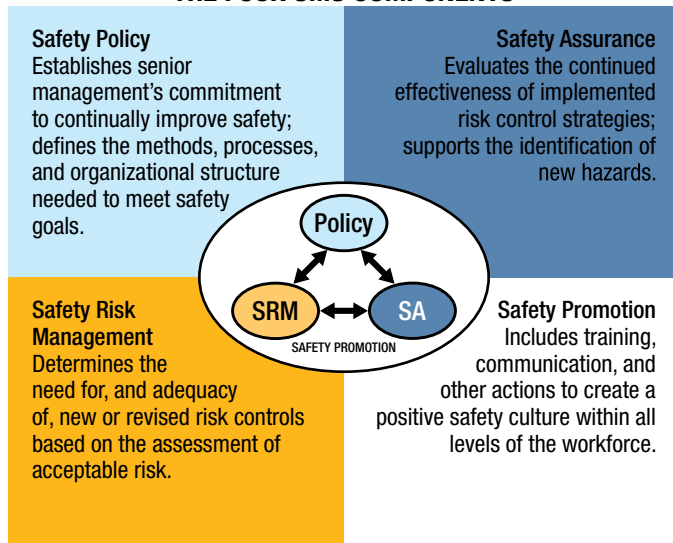 THE FOUR SMS COMPONENTS
Safety Policy
Establishes senior
management’s commitment
to continually improve safety;
defines the methods, processes,
and organizational structure
needed to meet safety
goals.
Safety Assurance
Evaluates the continued
effectiveness of implemented
risk control strategies;
supports the identification of
new hazards.
Policy
SRM
SA
SAFETY PROMOTION
Safety Risk
Management
Determines the
need for, and adequacy
of, new or revised risk controls
based on the assessment of
acceptable risk.
Safety Promotion
Includes training,
communication, and
other actions to create a
positive safety culture within all
levels of the workforce.